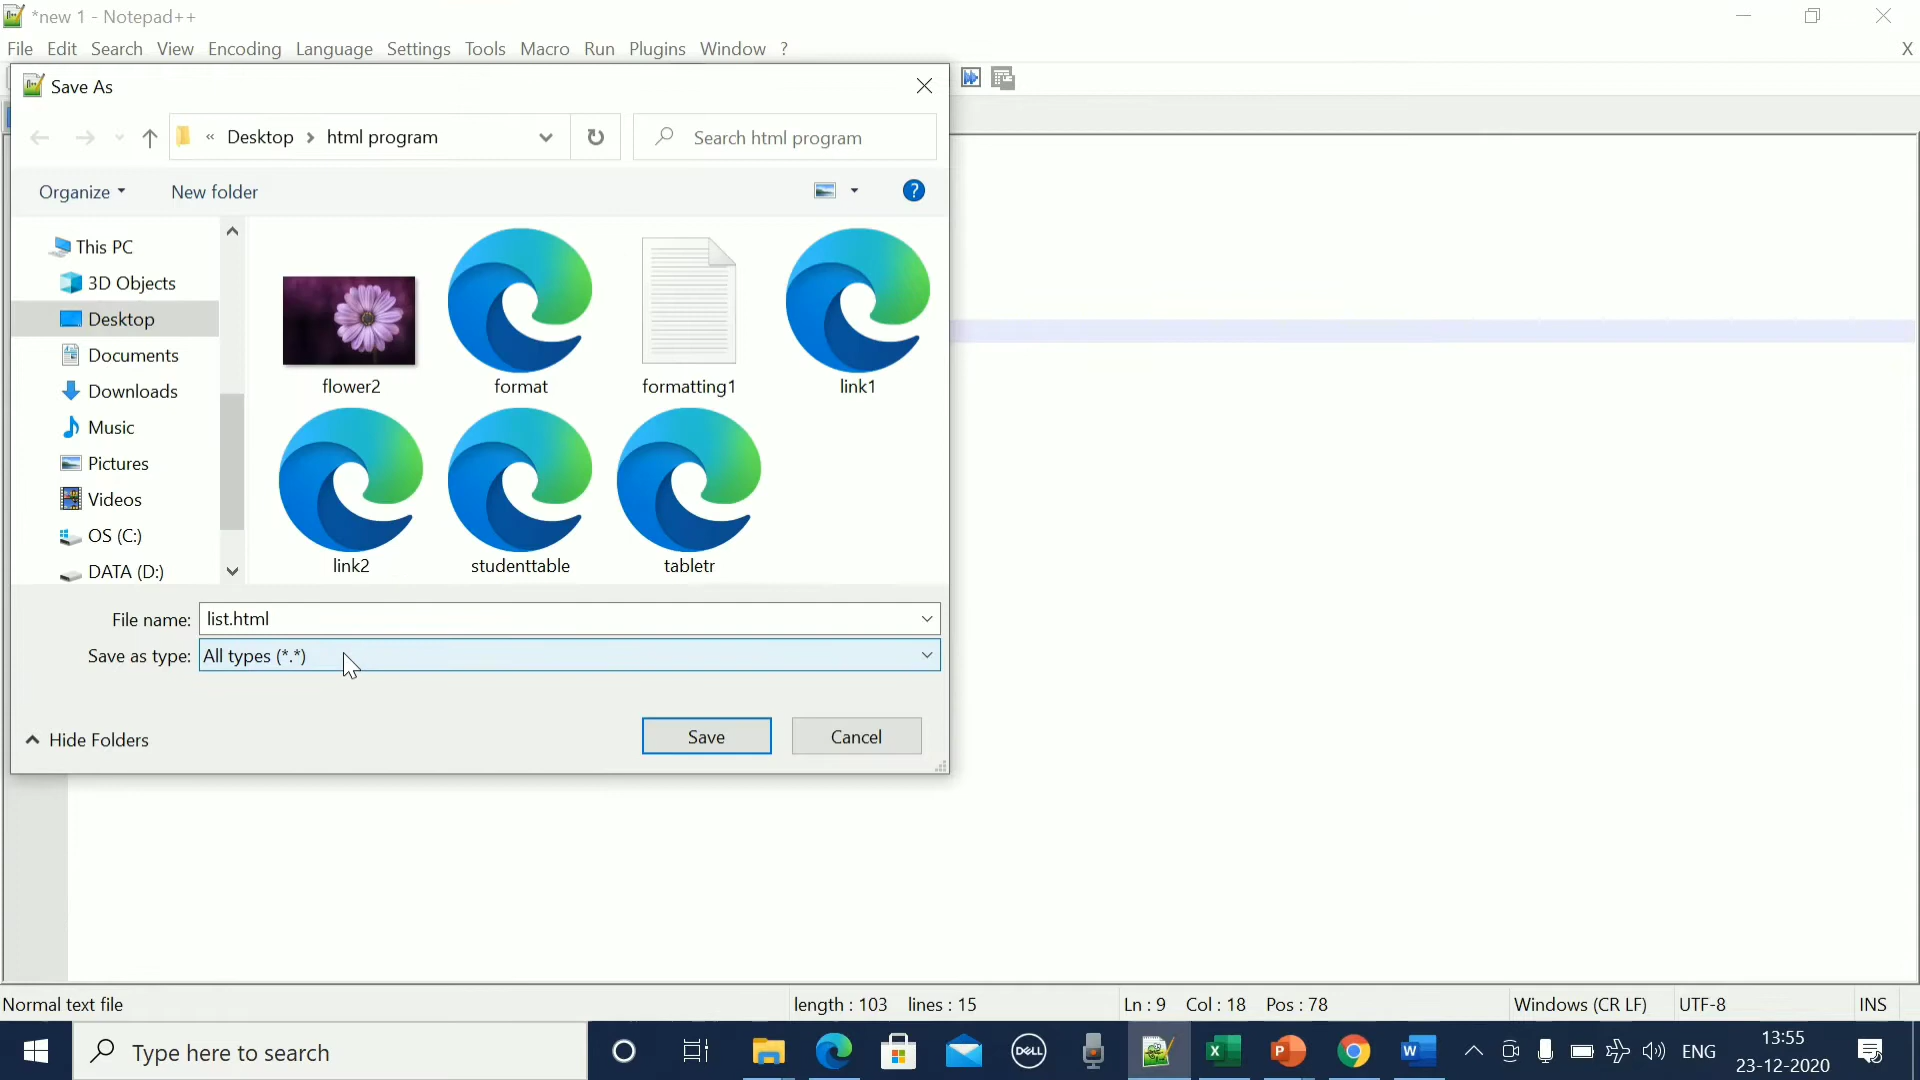 *new 1 - Notepad++
File Edit Search View Encoding Language Settings Tools Macro Run Plugins Window ? X
Save As
« Desktop › html program
Search html program
Organize
New folder
This PC
3D Objects
Desktop
Documents
Downloads
Music
Pictures
Videos
OS (C:)
DATA (D:)
flower2
format
formatting1
link1
link2
studenttable
tabletr
File name: list.html
Save as type: All types (*.*)
Hide Folders
Save
Cancel
Normal text file
length : 103 lines : 15
Ln : 9 Col : 18 Pos : 78
Windows (CR LF)
UTF-8
INS
Type here to search
DELL
ENG
13:55
23-12-2020